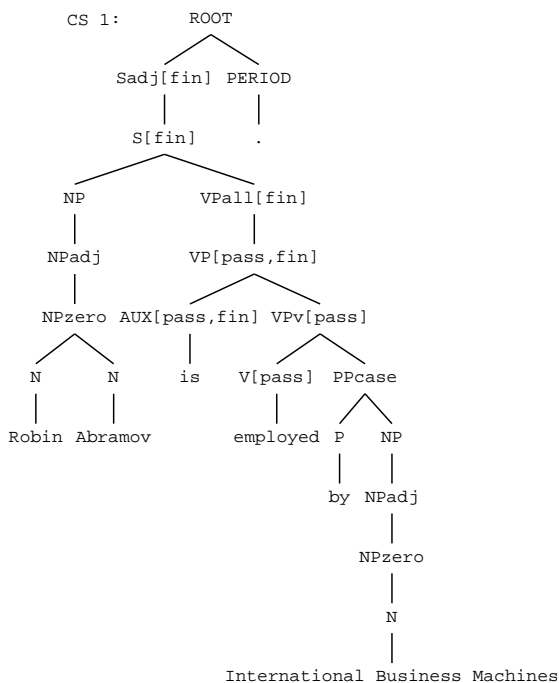 CS 1: ROOT
Sadj[fin] PERIOD
S[fin] .
NP VPall[fin]
NPadj VP[pass,fin]
NPzero AUX[pass,fin] VPv[pass]
N N is V[pass] PPcase
Robin Abramov employed P NP
by NPadj
NPzero
N
International Business Machines